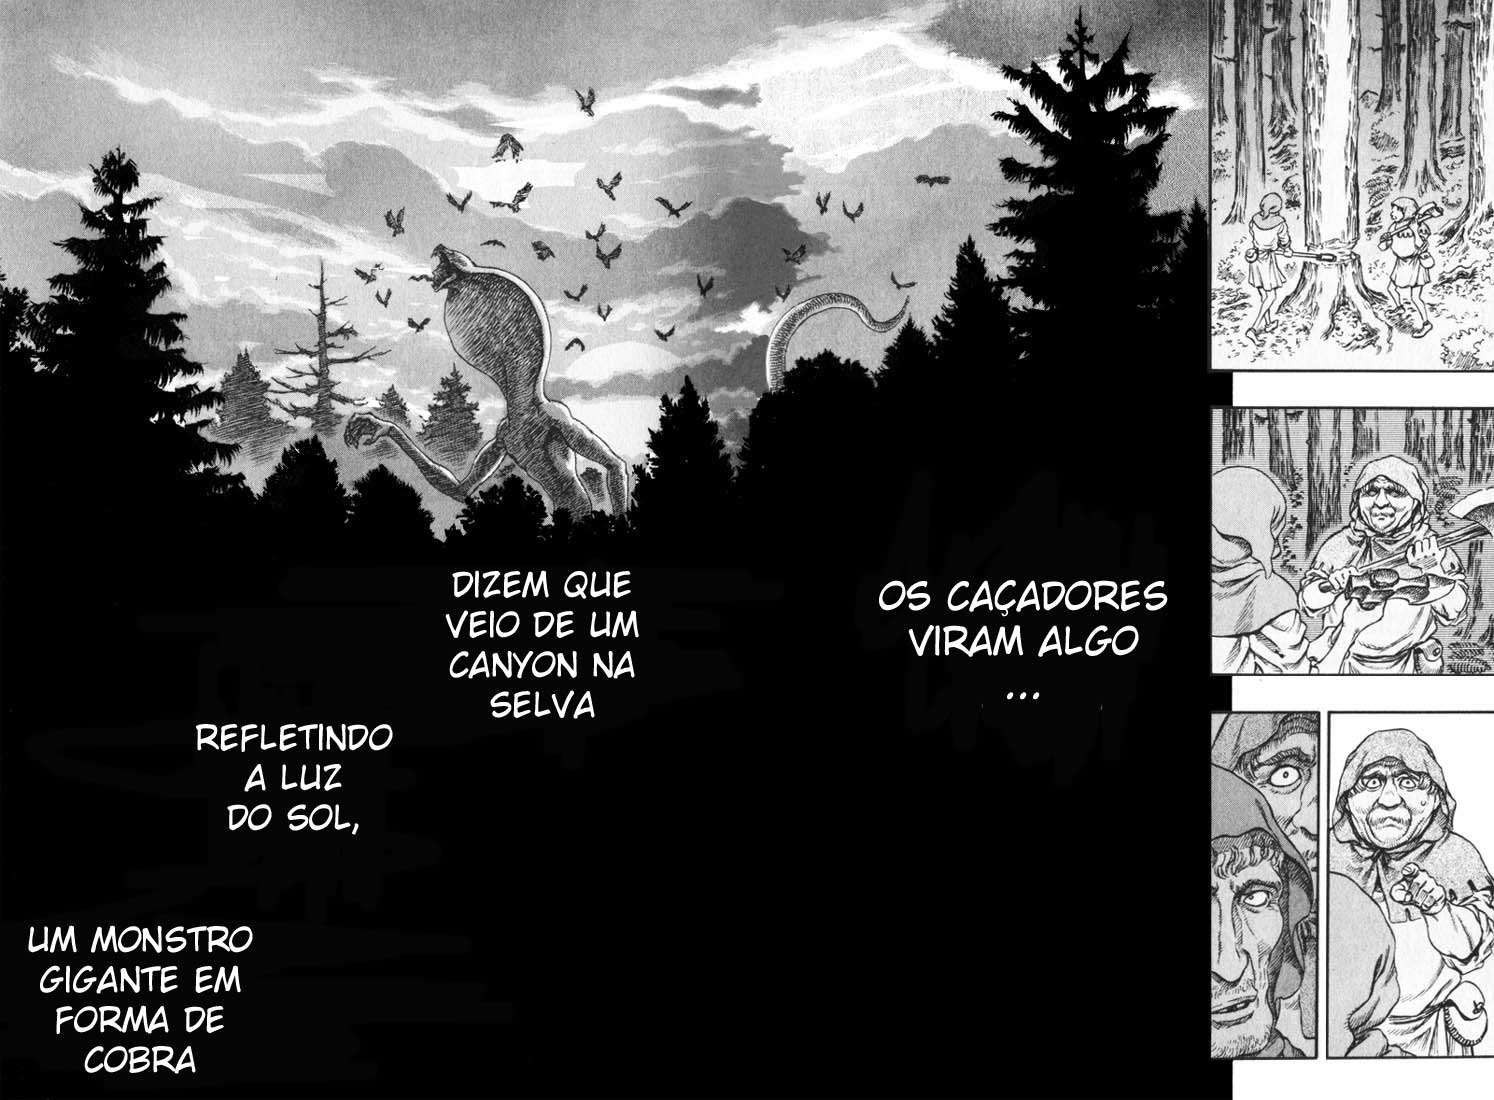 OS CAÇADORES
VIRAM ALGO
...
DIZEM QUE
VEIO DE UM
CANYON NA
SELVA
REFLETINDO
A LUZ
DO SOL,
UM MONSTRO
GIGANTE EM
FORMA DE
COBRA